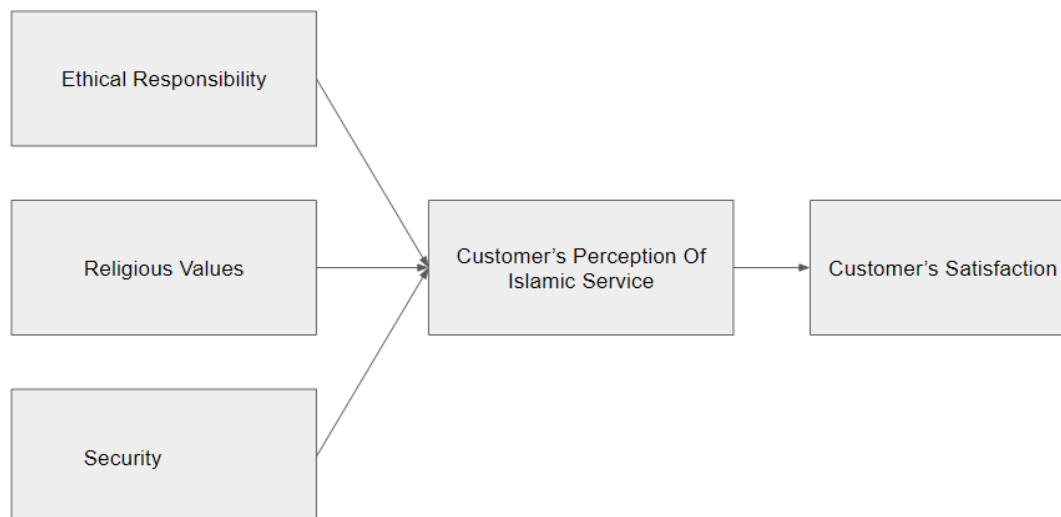 Ethical Responsibility
Religious Values
Security
Customer’s Perception Of
Islamic Service
Customer’s Satisfaction